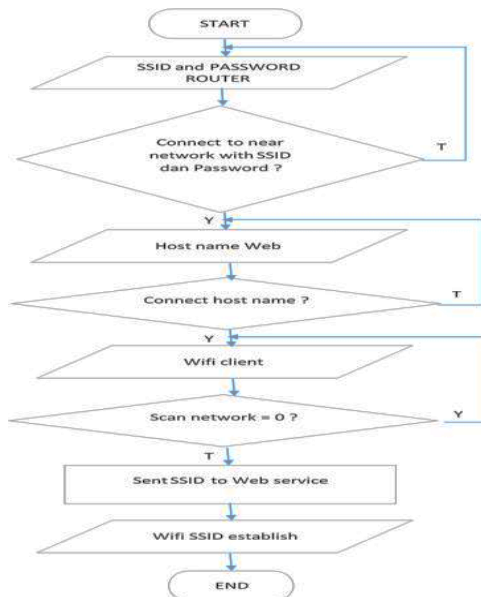 START
SSID and PASSWORD
ROUTER
Connect to near
network with SSID
dan Password ?
T
Y
Host name Web
Connect host name ?
T
Y
Wifi client
Scan network = 0 ?
Y
T
Sent SSID to Web service
Wifi SSID establish
END